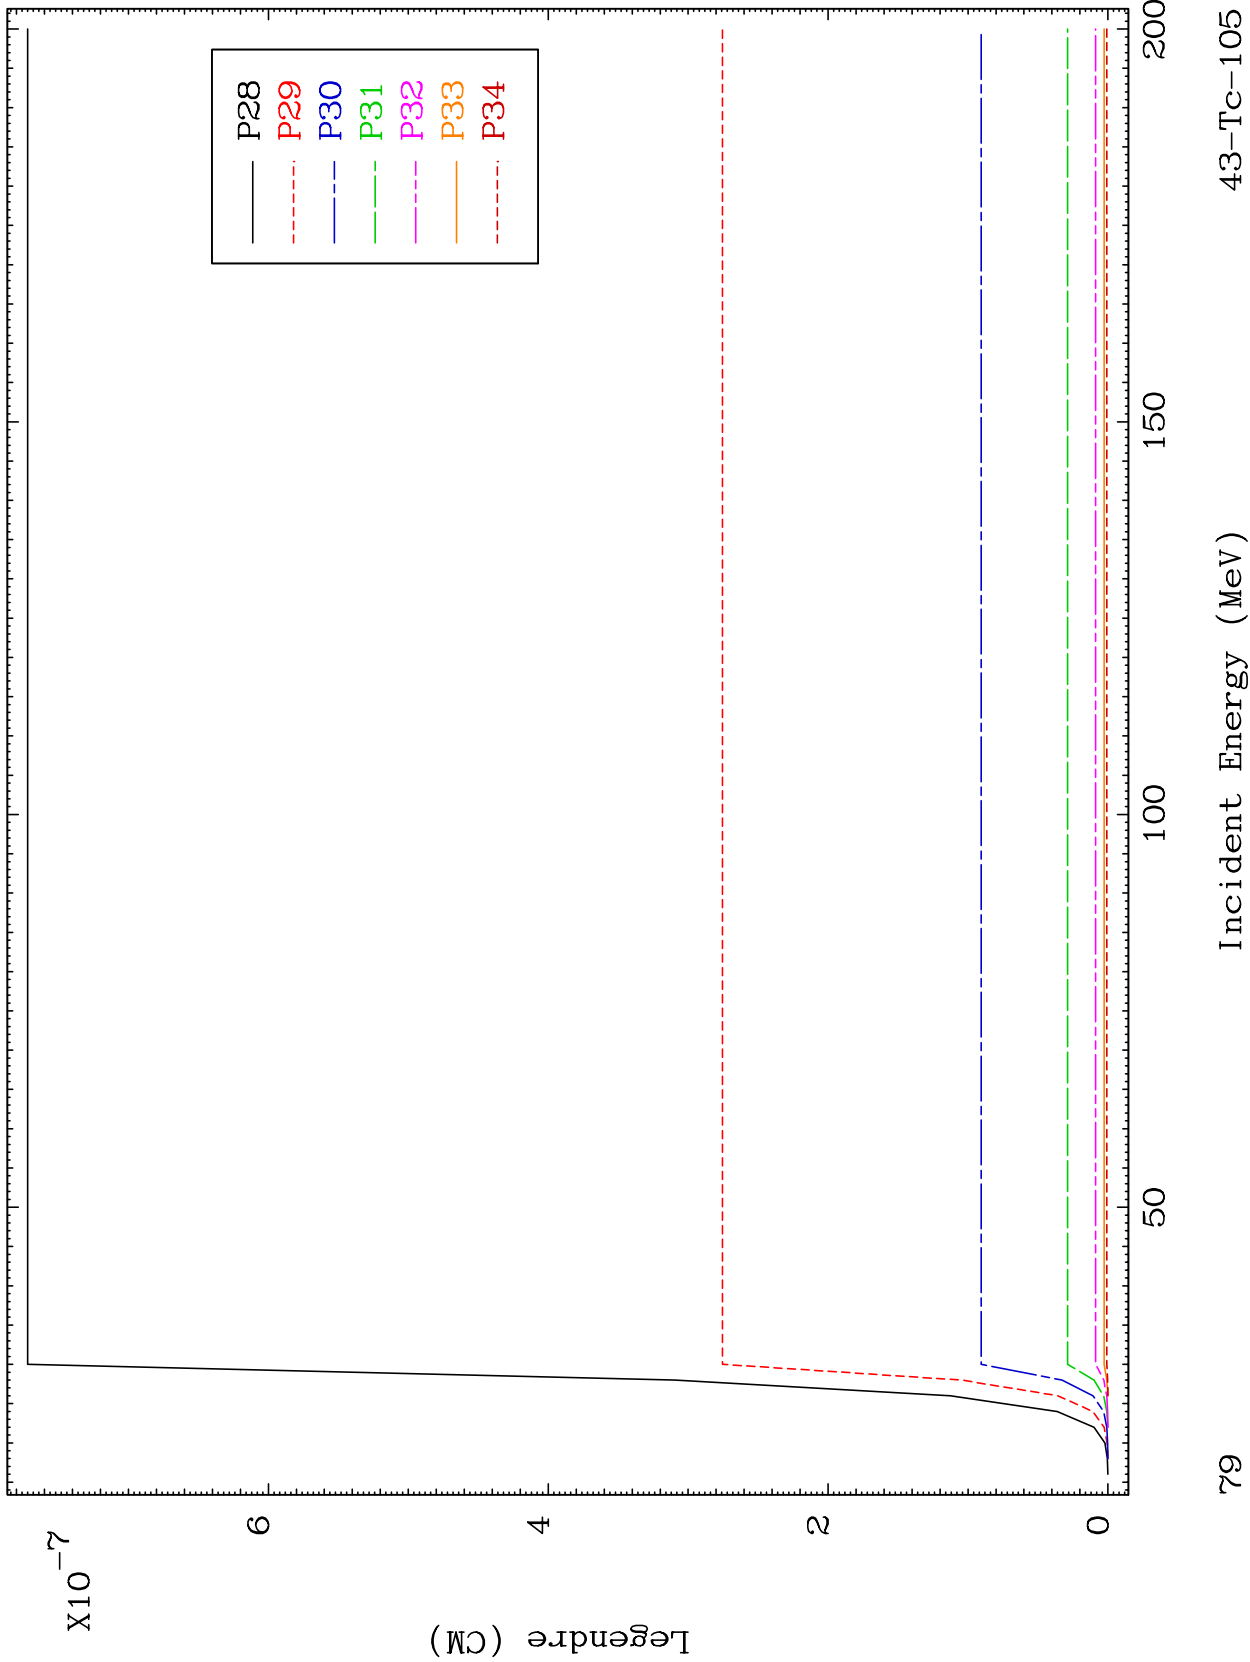 X10-7
6
4
2
0
Legendre (CM)
P28
P29
P30
P31
P32
P33
P34
50
100
150
200
Incident Energy (MeV)
79
43-Tc-105